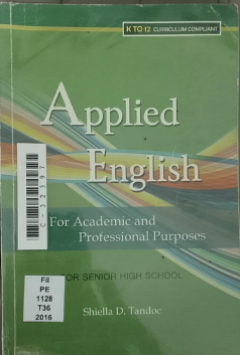 K TO 12 CURRICULUM COMPLIANT
Applied
English
For Academic and
Professional Purposes
FOR SENIOR HIGH SCHOOL
Shiella D. Tandoc
Fil
PE
1128
T36
2016